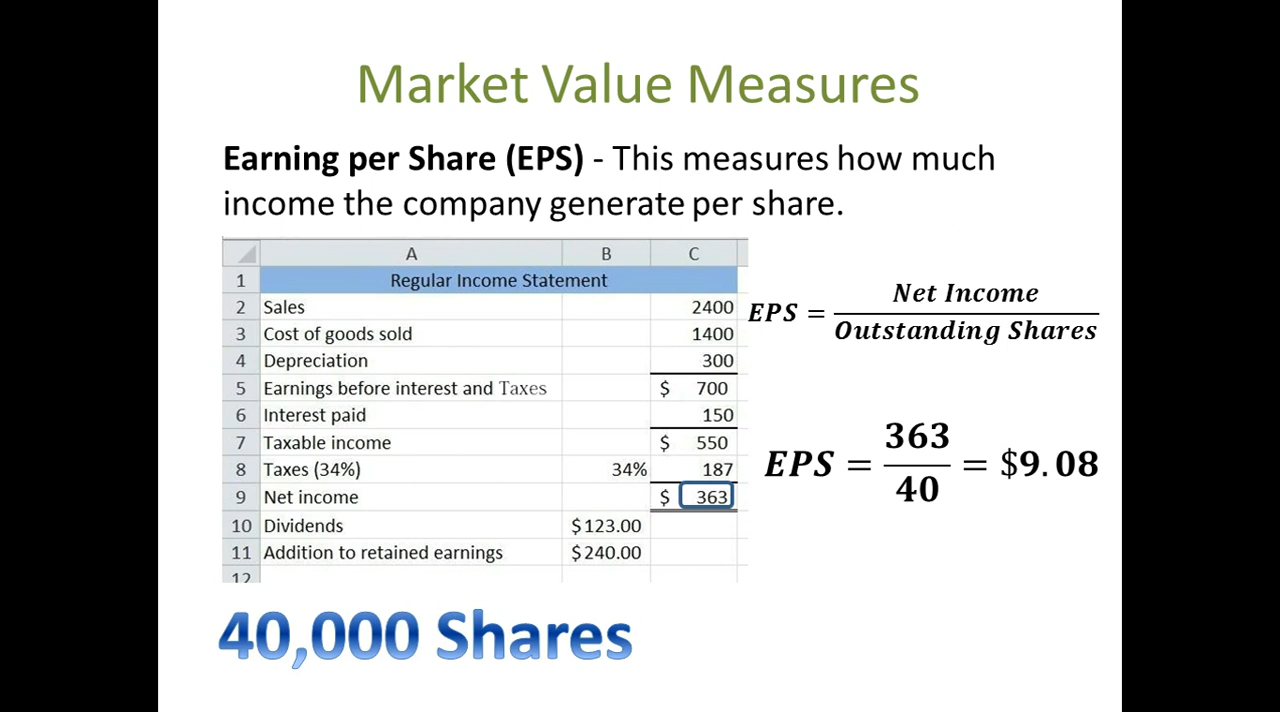 Market Value Measures
Earning per Share (EPS) - This measures how much
income the company generate per share.
A B C
1 Regular Income Statement
2 Sales 2400
3 Cost of goods sold 1400
4 Depreciation 300
5 Earnings before interest and Taxes $ 700
6 Interest paid 150
7 Taxable income $ 550
8 Taxes (34%) 34% 187
9 Net income $ 363
10 Dividends $123.00
11 Addition to retained earnings $240.00
12
EPS = Net Income / Outstanding Shares
EPS = 363 / 40 = $9.08
40,000 Shares